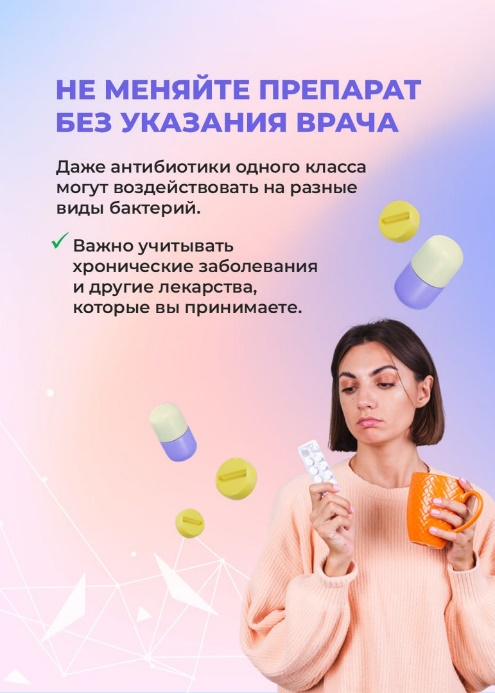 НЕ МЕНЯЙТЕ ПРЕПАРАТ
БЕЗ УКАЗАНИЯ ВРАЧА
Даже антибиотики одного класса
могут воздействовать на разные
виды бактерий.
Важно учитывать
хронические заболевания
и другие лекарства,
которые вы принимаете.